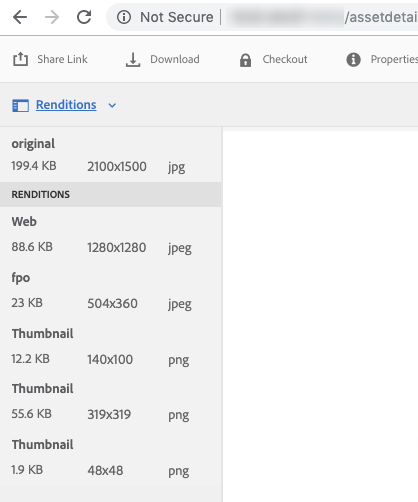 Not Secure | /assetdetai
Share Link Download Checkout Properties
Renditions
original
199.4 KB 2100x1500 jpg
RENDITIONS
Web
88.6 KB 1280x1280 jpeg
fpo
23 KB 504x360 jpeg
Thumbnail
12.2 KB 140x100 png
Thumbnail
55.6 KB 319x319 png
Thumbnail
1.9 KB 48x48 png